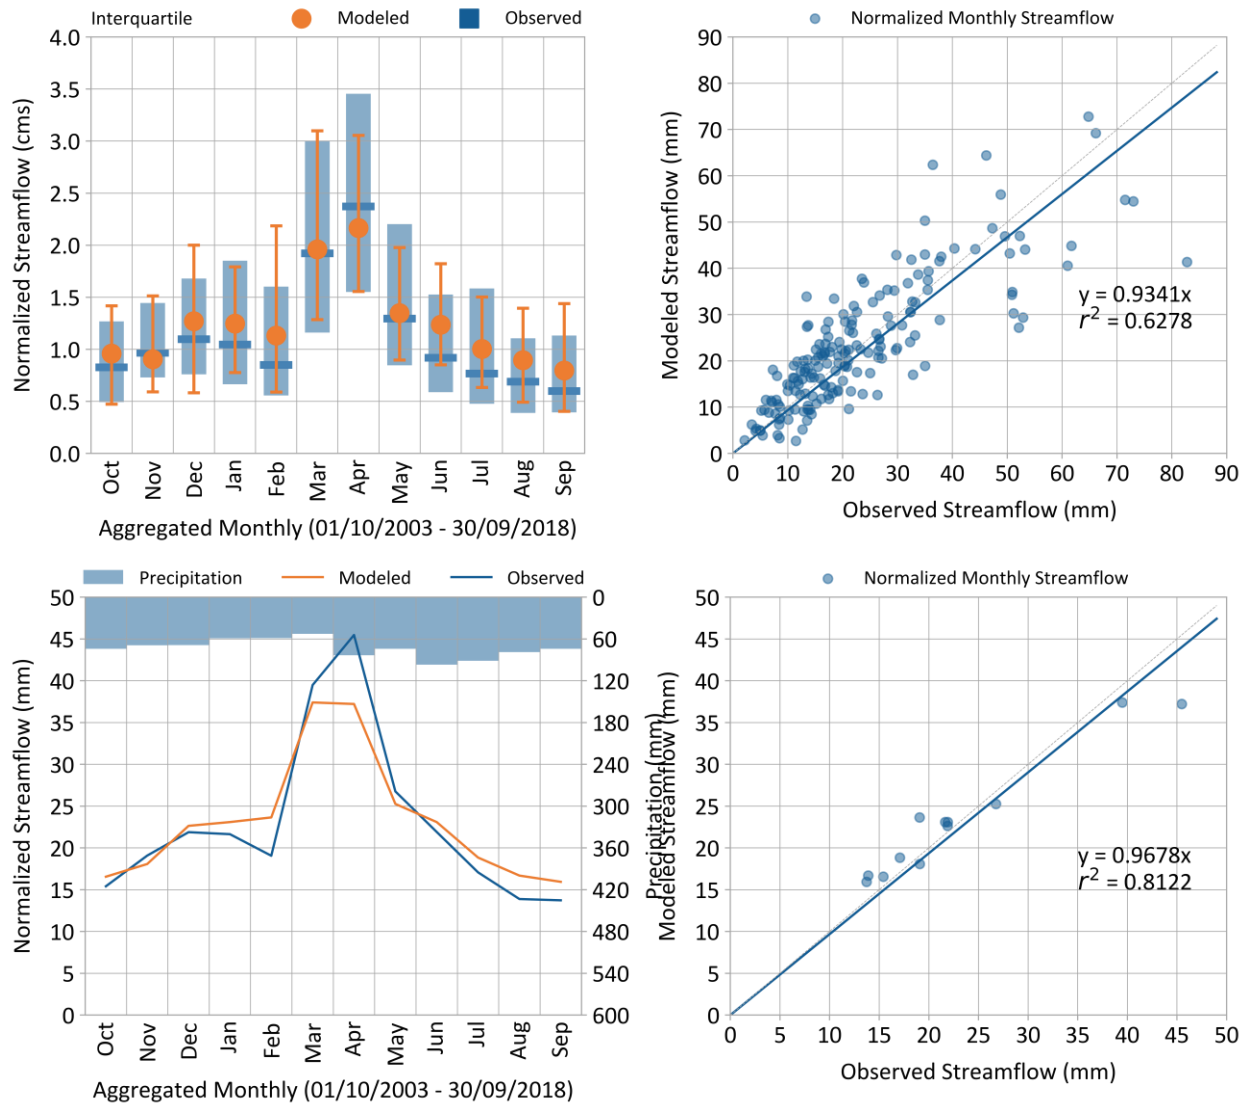 Interquartile Modeled Observed
Normalized Streamflow (cms)
4.0
3.5
3.0
2.5
2.0
1.5
1.0
0.5
0.0
Oct Nov Dec Jan Feb Mar Apr May Jun Jul Aug Sep
Aggregated Monthly (01/10/2003 - 30/09/2018)
Normalized Monthly Streamflow
Modeled Streamflow (mm)
90
80
70
60
50
40
30
20
10
0
y = 0.9341x
r² = 0.6278
0 10 20 30 40 50 60 70 80 90
Observed Streamflow (mm)
Precipitation Modeled Observed
Normalized Streamflow (mm)
50
45
40
35
30
25
20
15
10
5
0
0
60
120
180
240
300
360
420
480
540
600
Precipitation (mm)
Oct Nov Dec Jan Feb Mar Apr May Jun Jul Aug Sep
Aggregated Monthly (01/10/2003 - 30/09/2018)
Normalized Monthly Streamflow
Modeled Streamflow (mm)
50
45
40
35
30
25
20
15
10
5
0
y = 0.9678x
r² = 0.8122
0 5 10 15 20 25 30 35 40 45 50
Observed Streamflow (mm)